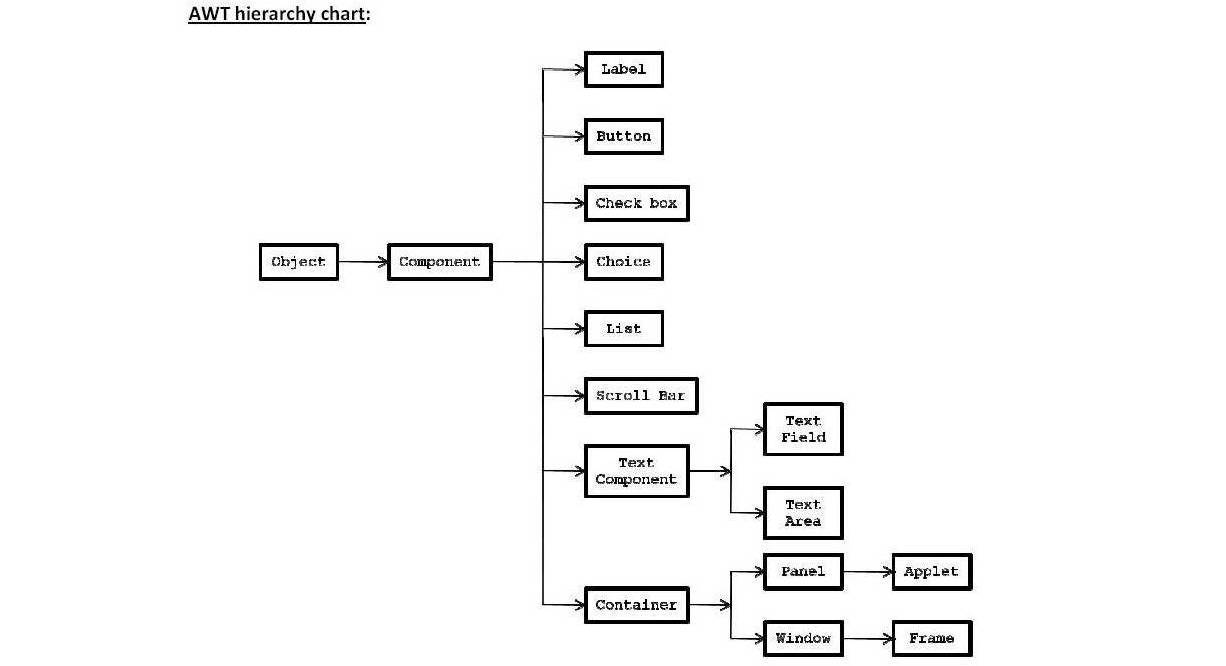 AWT hierarchy chart:
Label
Button
Check box
Object
Component
Choice
List
Scroll Bar
Text
Component
Text
Field
Text
Area
Container
Panel
Applet
Window
Frame